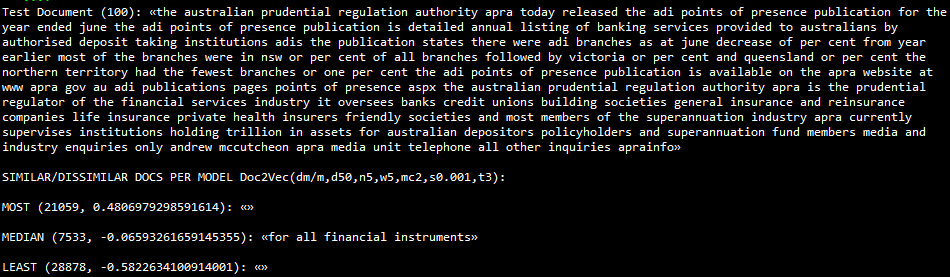 Test Document (100): «the australian prudential regulation authority apra today released the adi points of presence publication for the
year ended june the adi points of presence publication is detailed annual listing of banking services provided to australians by
authorised deposit taking institutions adis the publication states there were adi branches as at june decrease of per cent from year
earlier most of the branches were in nsw or per cent of all branches followed by victoria or per cent and queensland or per cent the
northern territory had the fewest branches or one per cent the adi points of presence publication is available on the apra website at
www apra gov au adi publications pages points of presence aspx the australian prudential regulation authority apra is the prudential
regulator of the financial services industry it oversees banks credit unions building societies general insurance and reinsurance
companies life insurance private health insurers friendly societies and most members of the superannuation industry apra currently
supervises institutions holding trillion in assets for australian depositors policyholders and superannuation fund members media and
industry enquiries only andrew mccutcheon apra media unit telephone all other inquiries aprainfo»
SIMILAR/DISSIMILAR DOCS PER MODEL Doc2Vec(dm/m,d50,n5,w5,mc2,s0.001,t3):
MOST (21059, 0.4806979298591614): «»
MEDIAN (7533, -0.06593261659145355): «for all financial instruments»
LEAST (28878, -0.5822634100914001): «»